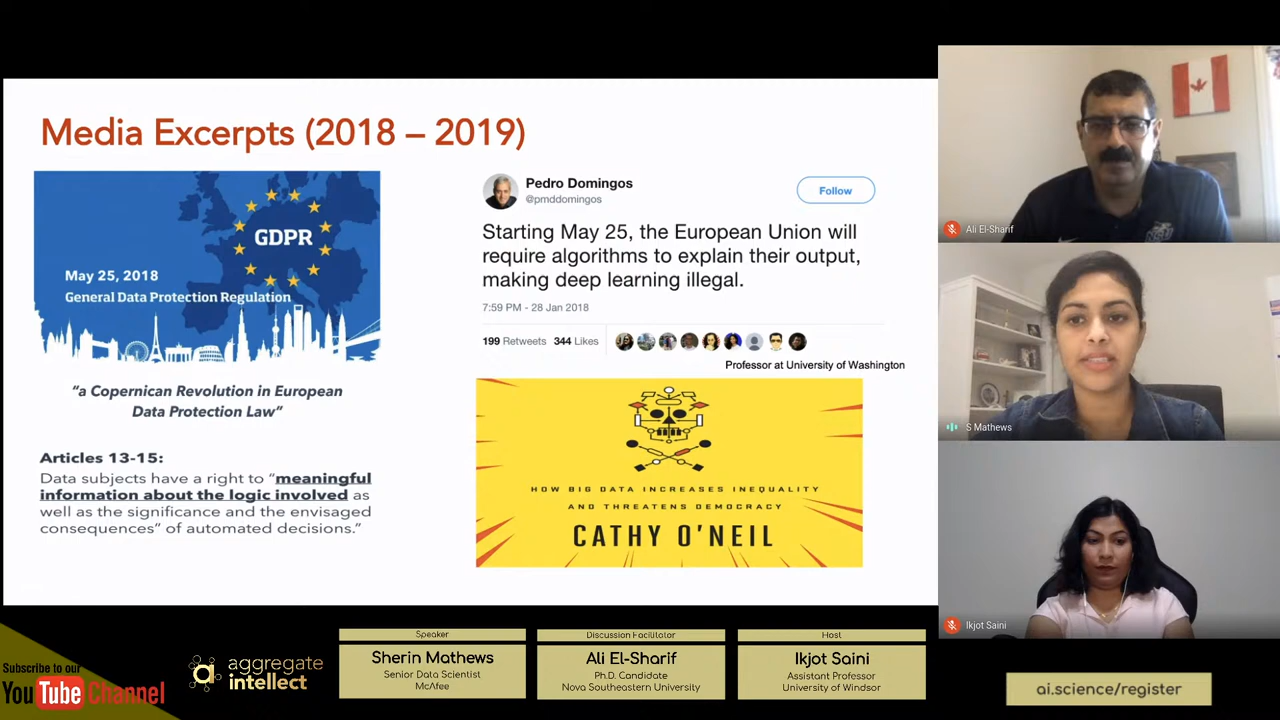 Media Excerpts (2018 – 2019)
GDPR
May 25, 2018
General Data Protection Regulation
“a Copernican Revolution in European
Data Protection Law”
Articles 13-15:
Data subjects have a right to “meaningful
information about the logic involved as
well as the significance and the envisaged
consequences” of automated decisions.”
Pedro Domingos
@pmddomingos
Follow
Starting May 25, the European Union will
require algorithms to explain their output,
making deep learning illegal.
7:59 PM - 28 Jan 2018
199 Retweets 344 Likes
Professor at University of Washington
HOW BIG DATA INCREASES INEQUALITY
AND THREATENS DEMOCRACY
CATHY O'NEIL
Ali El-Sharif
S Mathews
Ikjot Saini
Subscribe to our
YouTube Channel
a
aggregate
intellect
Speaker
Sherin Mathews
Senior Data Scientist
McAfee
Discussion Facilitator
Ali El-Sharif
Ph.D. Candidate
Nova Southeastern University
Host
Ikjot Saini
Assistant Professor
University of Windsor
ai.science/register